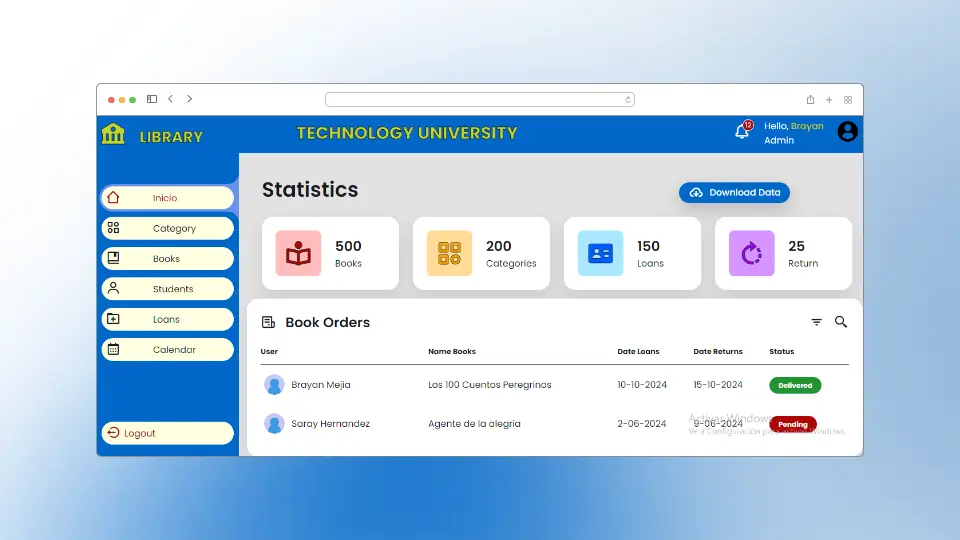 LIBRARY
TECHNOLOGY UNIVERSITY
12
Hello, Brayan
Admin
Inicio
Category
Books
Students
Loans
Calendar
Logout
Statistics
Download Data
500
Books
200
Categories
150
Loans
25
Return
Book Orders
User Name Books Date Loans Date Returns Status
Brayan Mejia Los 100 Cuentos Peregrinos 10-10-2024 15-10-2024 Delivered
Saray Hernandez Agente de la alegria 2-06-2024 9-06-2024 Pending
Activar Windows
Ve a Configuración para activar Windows.